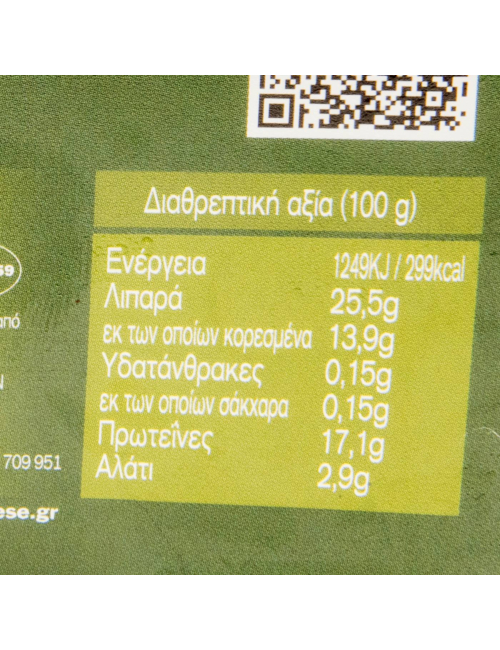 Διαθρεπτική αξία (100 g)
Ενέργεια 1249KJ / 299kcal
Λιπαρά 25,5g
εκ των οποίων κορεσμένα 13,9g
Υδατάνθρακες 0,15g
εκ των οποίων σάκχαρα 0,15g
Πρωτεΐνες 17,1g
Αλάτι 2,9g
από
709 951
ese.gr